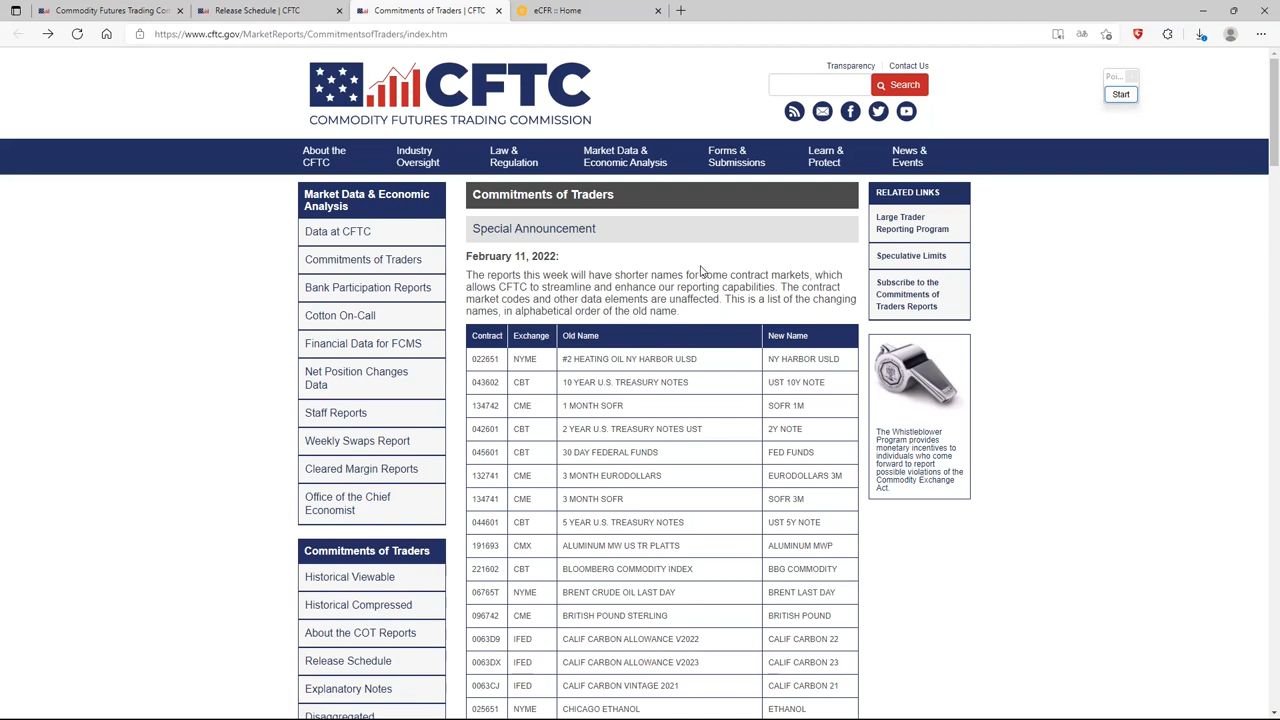 Commodity Futures Trading Com
Release Schedule | CFTC
Commitments of Traders | CFTC
eCFR :: Home
https://www.cftc.gov/MarketReports/CommitmentsofTraders/index.htm
CFTC
COMMODITY FUTURES TRADING COMMISSION
Transparency
Contact Us
Search
Poi...
Start
About the
CFTC
Industry
Oversight
Law &
Regulation
Market Data &
Economic Analysis
Forms &
Submissions
Learn &
Protect
News &
Events
Market Data & Economic
Analysis
Data at CFTC
Commitments of Traders
Bank Participation Reports
Cotton On-Call
Financial Data for FCMS
Net Position Changes
Data
Staff Reports
Weekly Swaps Report
Cleared Margin Reports
Office of the Chief
Economist
Commitments of Traders
Historical Viewable
Historical Compressed
About the COT Reports
Release Schedule
Explanatory Notes
Disaggregated
Commitments of Traders
Special Announcement
February 11, 2022:
The reports this week will have shorter names for some contract markets, which
allows CFTC to streamline and enhance our reporting capabilities. The contract
market codes and other data elements are unaffected. This is a list of the changing
names, in alphabetical order of the old name.
Contract Exchange Old Name New Name
022651 NYME #2 HEATING OIL NY HARBOR ULSD NY HARBOR USLD
043602 CBT 10 YEAR U.S. TREASURY NOTES UST 10Y NOTE
134742 CME 1 MONTH SOFR SOFR 1M
042601 CBT 2 YEAR U.S. TREASURY NOTES UST 2Y NOTE
045601 CBT 30 DAY FEDERAL FUNDS FED FUNDS
132741 CME 3 MONTH EURODOLLARS EURODOLLARS 3M
134741 CME 3 MONTH SOFR SOFR 3M
044601 CBT 5 YEAR U.S. TREASURY NOTES UST 5Y NOTE
191693 CMX ALUMINUM MW US TR PLATTS ALUMINUM MWP
221602 CBT BLOOMBERG COMMODITY INDEX BBG COMMODITY
06765T NYME BRENT CRUDE OIL LAST DAY BRENT LAST DAY
096742 CME BRITISH POUND STERLING BRITISH POUND
0063D9 IFED CALIF CARBON ALLOWANCE V2022 CALIF CARBON 22
0063DX IFED CALIF CARBON ALLOWANCE V2023 CALIF CARBON 23
0063CJ IFED CALIF CARBON VINTAGE 2021 CALIF CARBON 21
025651 NYME CHICAGO ETHANOL ETHANOL
RELATED LINKS
Large Trader
Reporting Program
Speculative Limits
Subscribe to the
Commitments of
Traders Reports
The Whistleblower
Program provides
monetary incentives to
individuals who come
forward to report
possible violations of the
Commodity Exchange
Act.